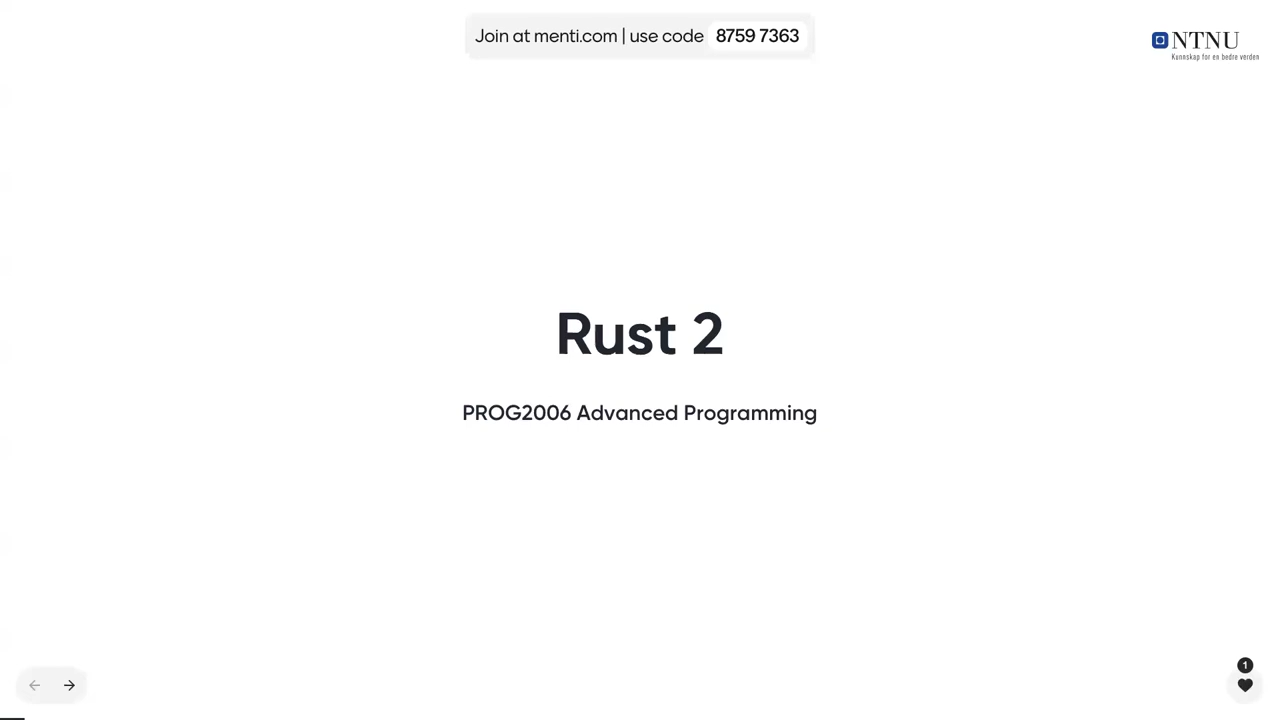 Join at menti.com | use code 8759 7363
NTNU
Kunnskap for en bedre verden
Rust 2
PROG2006 Advanced Programming
1